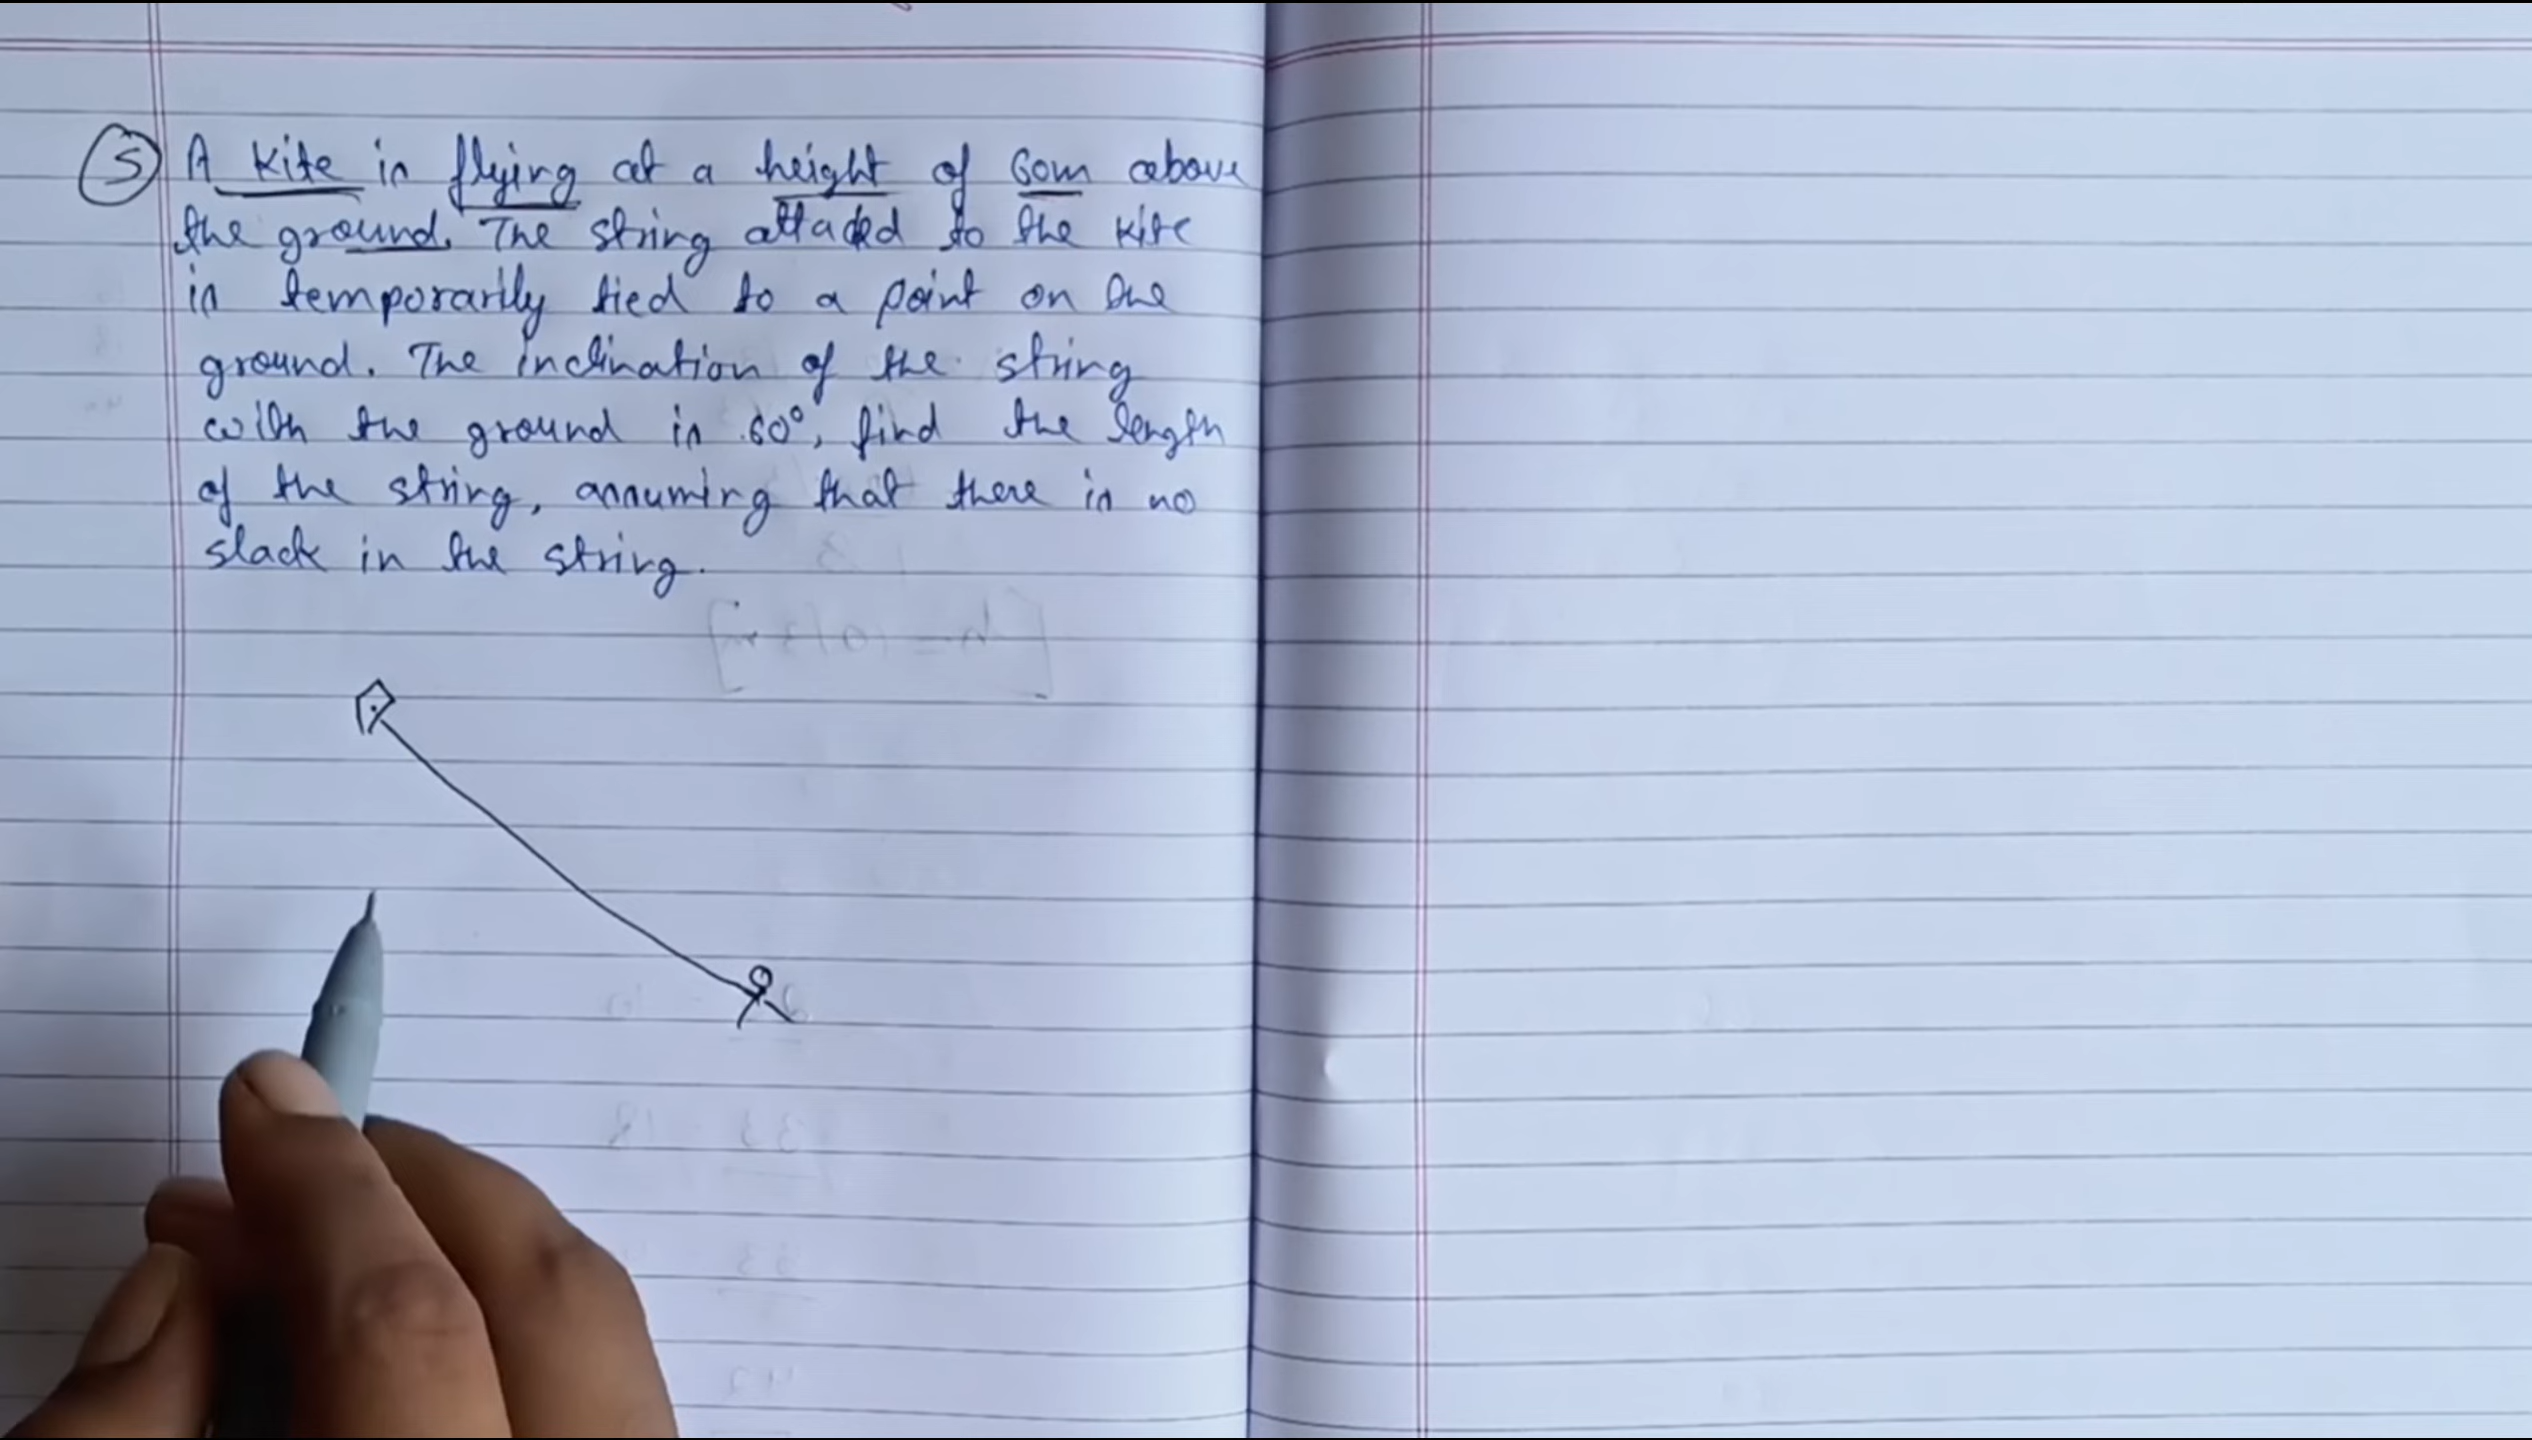 5 A kite is flying at a height of 60m above
the ground. The string attacked to the kite
is temporarily tied to a point on the
ground. The inclination of the string
with the ground is 60°, find the length
of the string, assuming that there is no
slack in the string.